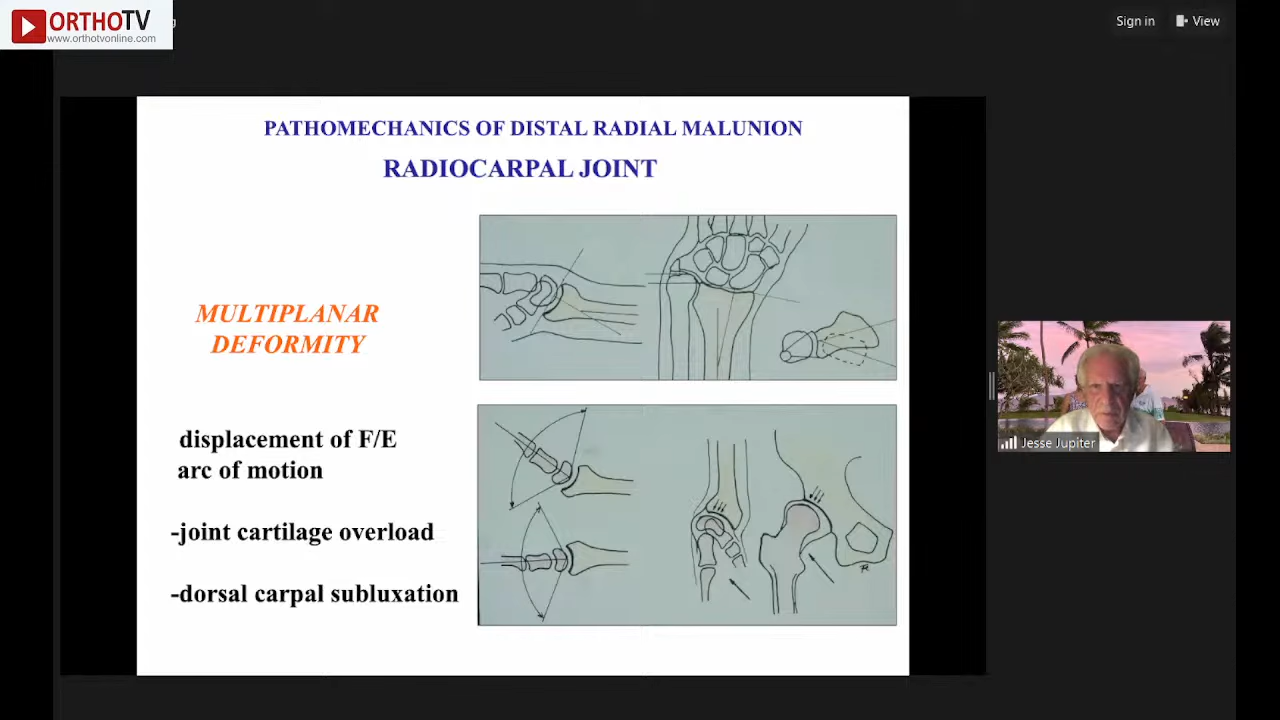 ORTHOTV
www.orthotvonline.com
Sign in
View
PATHOMECHANICS OF DISTAL RADIAL MALUNION
RADIOCARPAL JOINT
MULTIPLANAR
DEFORMITY
displacement of F/E
arc of motion
-joint cartilage overload
-dorsal carpal subluxation
Jesse Jupiter